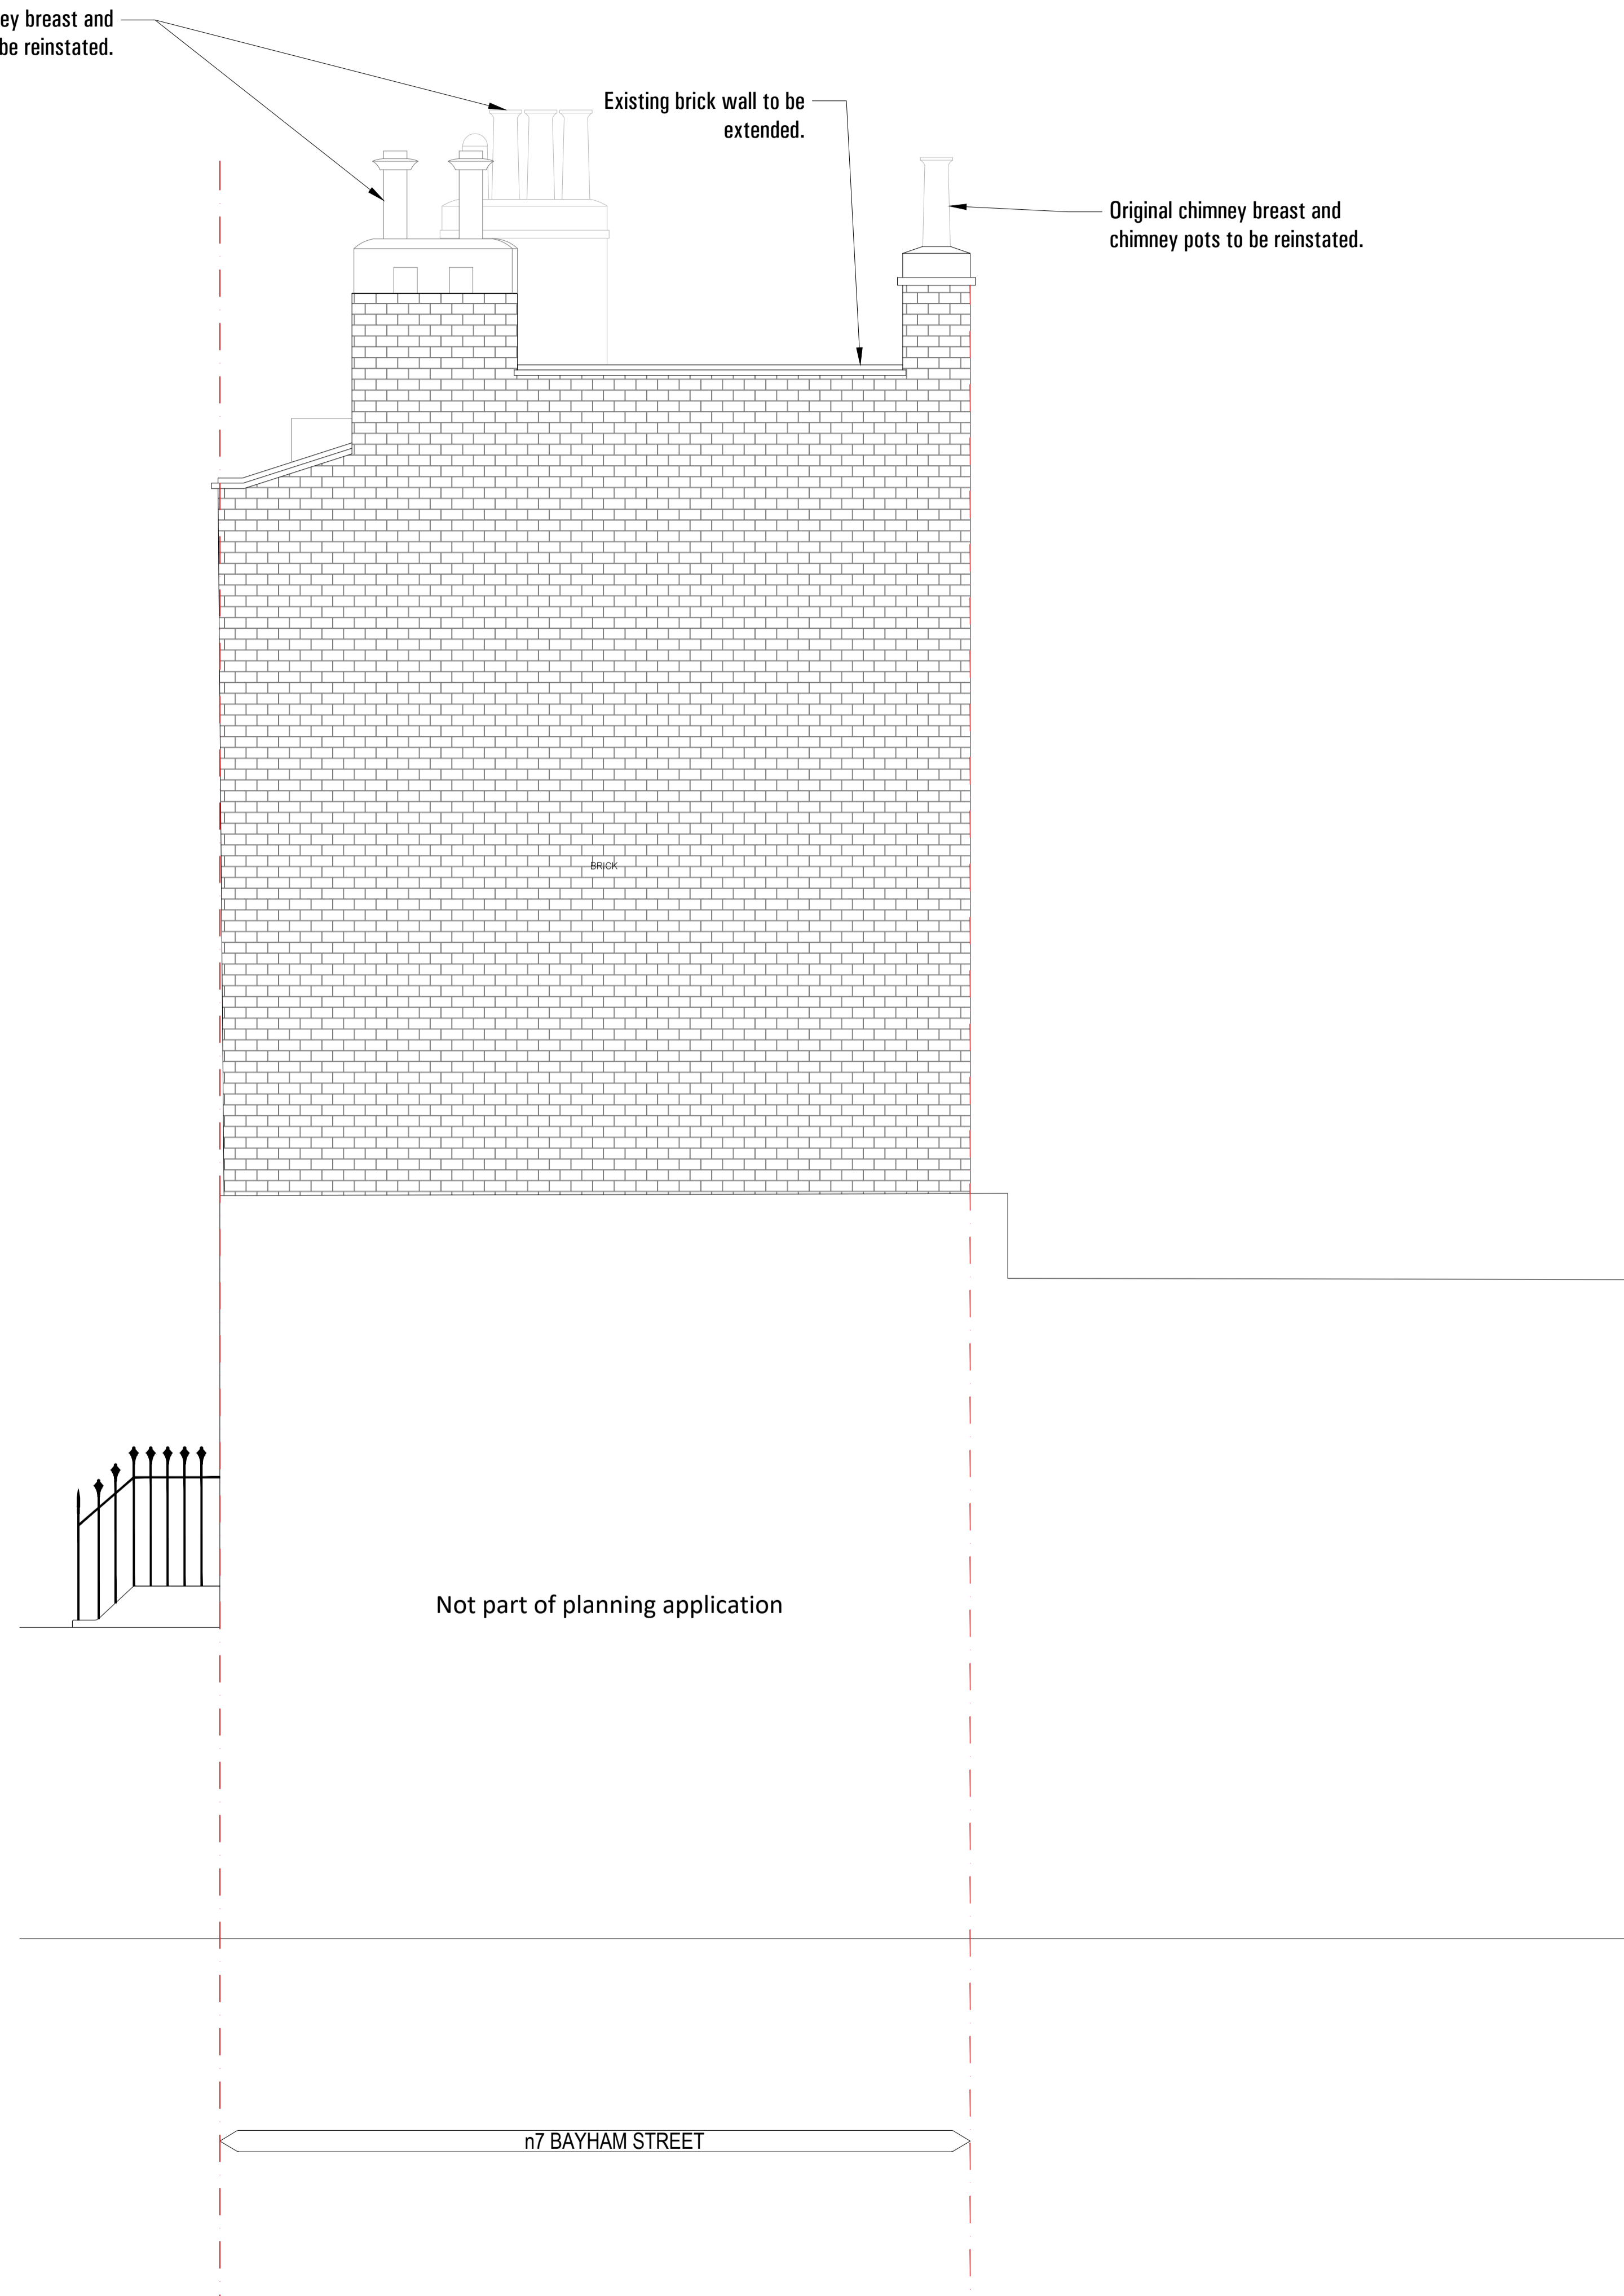 breast and
be reinstated.
Existing brick wall to be
extended.
Original chimney breast and
chimney pots to be reinstated.
BRICK
Not part of planning application
n7 BAYHAM STREET